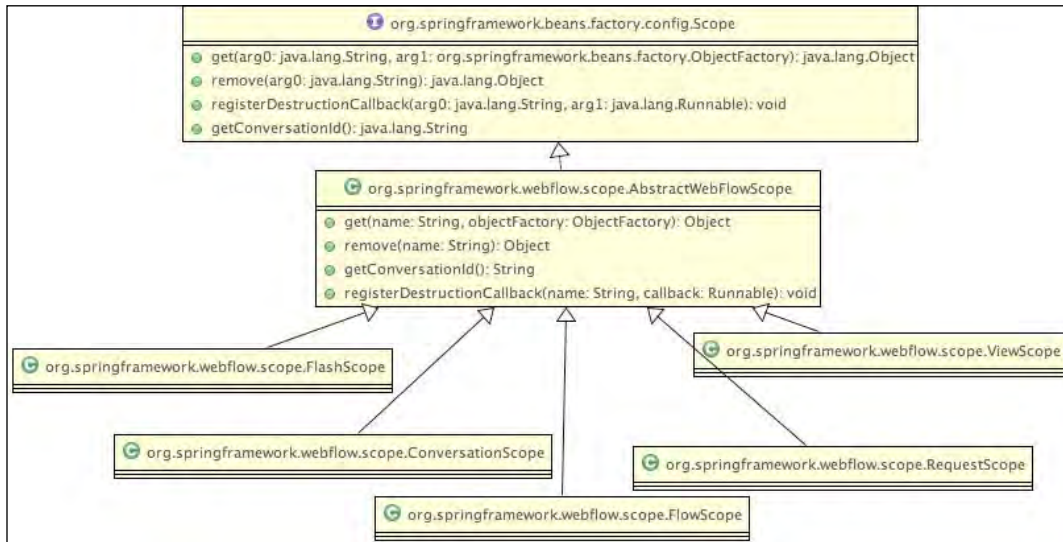 org.springframework.beans.factory.config.Scope
get(arg0: java.lang.String, arg1: org.springframework.beans.factory.ObjectFactory): java.lang.Object
remove(arg0: java.lang.String): java.lang.Object
registerDestructionCallback(arg0: java.lang.String, arg1: java.lang.Runnable): void
getConversationId(): java.lang.String
org.springframework.webflow.scope.AbstractWebFlowScope
get(name: String, objectFactory: ObjectFactory): Object
remove(name: String): Object
getConversationId(): String
registerDestructionCallback(name: String, callback: Runnable): void
org.springframework.webflow.scope.ViewScope
org.springframework.webflow.scope.FlashScope
org.springframework.webflow.scope.ConversationScope
org.springframework.webflow.scope.RequestScope
org.springframework.webflow.scope.FlowScope